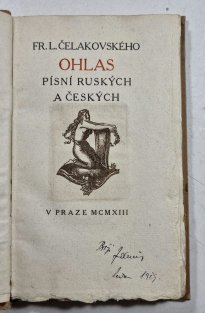 FR. L. ČELAKOVSKÉHO
OHLAS
PÍSNÍ RUSKÝCH
A ČESKÝCH
V PRAZE MCMXIII